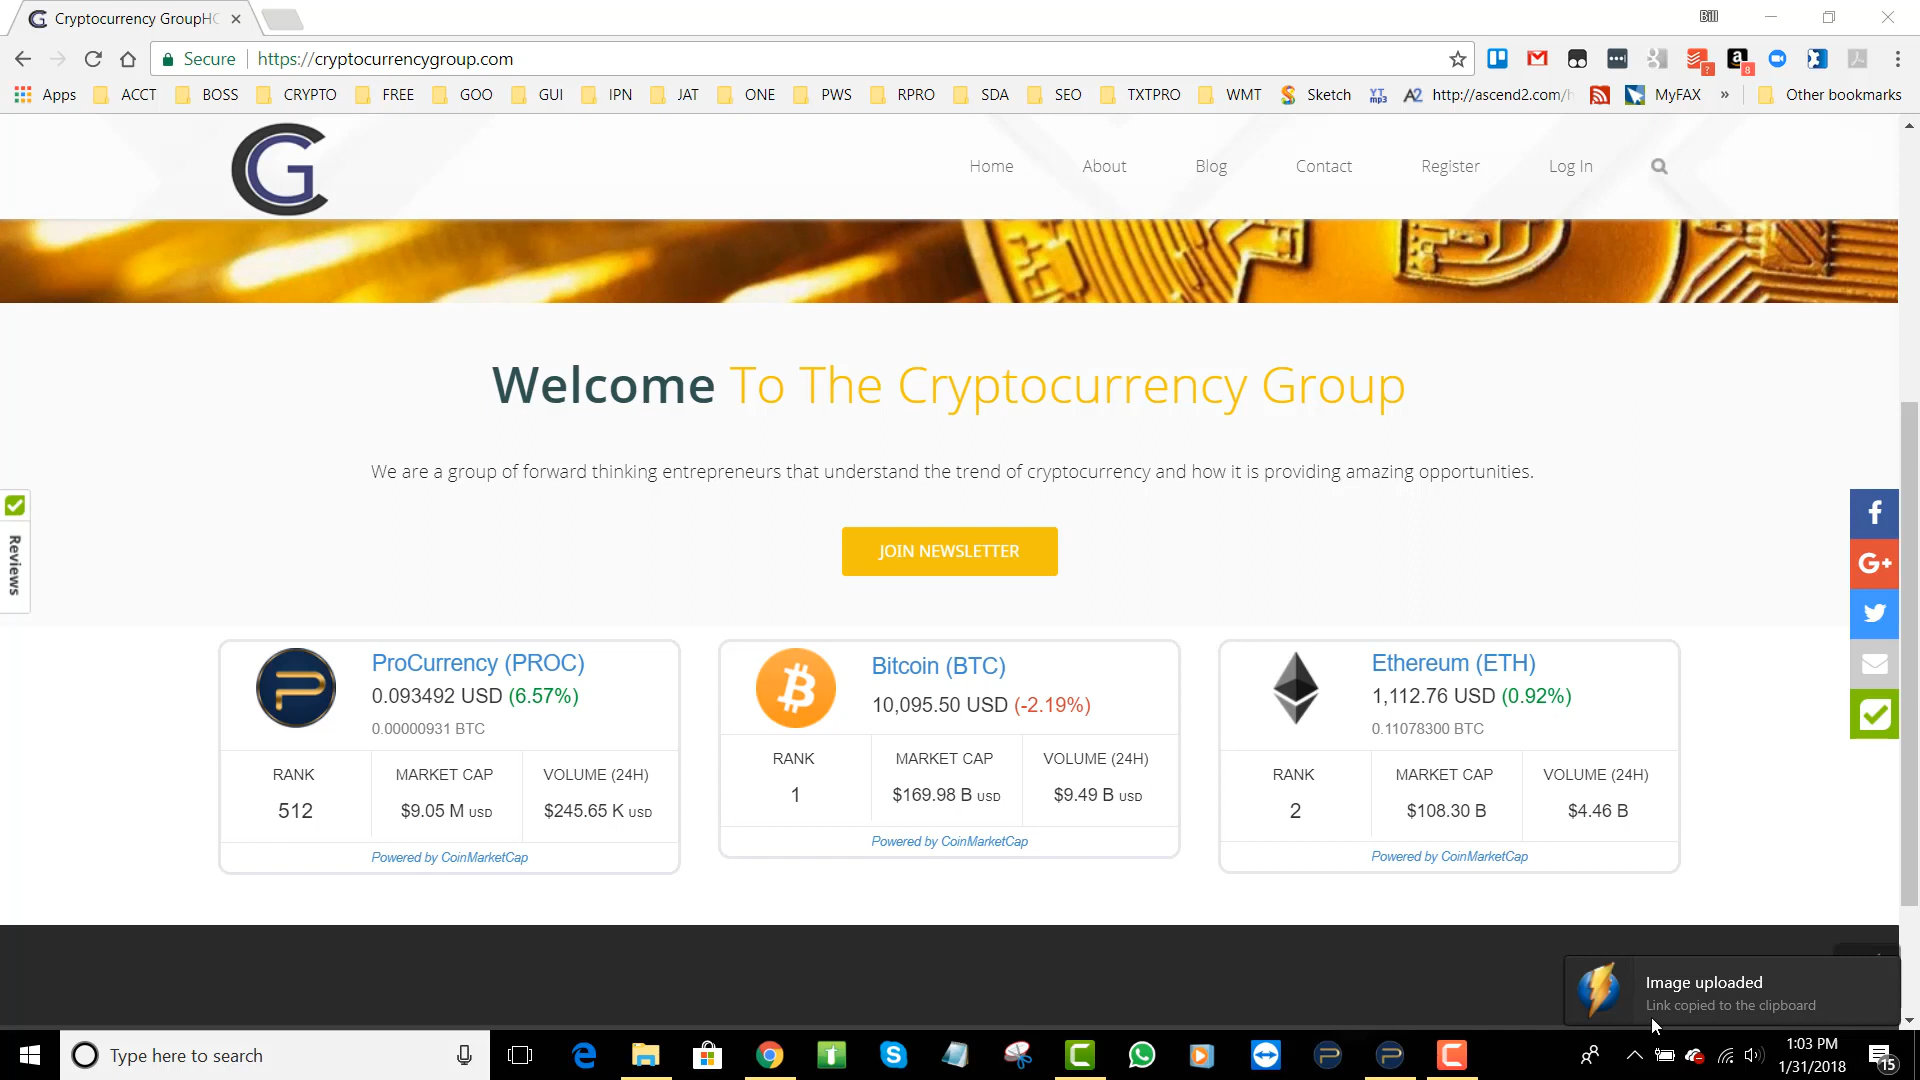 Cryptocurrency GroupHC
Bill
Secure
https://cryptocurrencygroup.com
?
8
Apps
ACCT
BOSS
CRYPTO
FREE
GOO
GUI
IPN
JAT
ONE
PWS
RPRO
SDA
SEO
TXTPRO
WMT
Sketch
YT mp3
A2
http://ascend2.com/h
MyFAX
»
Other bookmarks
CG
Home
About
Blog
Contact
Register
Log In
Welcome To The Cryptocurrency Group
We are a group of forward thinking entrepreneurs that understand the trend of cryptocurrency and how it is providing amazing opportunities.
JOIN NEWSLETTER
Reviews
f
G+
ProCurrency (PROC)
0.093492 USD (6.57%)
0.00000931 BTC
RANK
512
MARKET CAP
$9.05 M USD
VOLUME (24H)
$245.65 K USD
Powered by CoinMarketCap
Bitcoin (BTC)
10,095.50 USD (-2.19%)
RANK
1
MARKET CAP
$169.98 B USD
VOLUME (24H)
$9.49 B USD
Powered by CoinMarketCap
Ethereum (ETH)
1,112.76 USD (0.92%)
0.11078300 BTC
RANK
2
MARKET CAP
$108.30 B
VOLUME (24H)
$4.46 B
Powered by CoinMarketCap
Image uploaded
Link copied to the clipboard
Type here to search
1:03 PM
1/31/2018
15